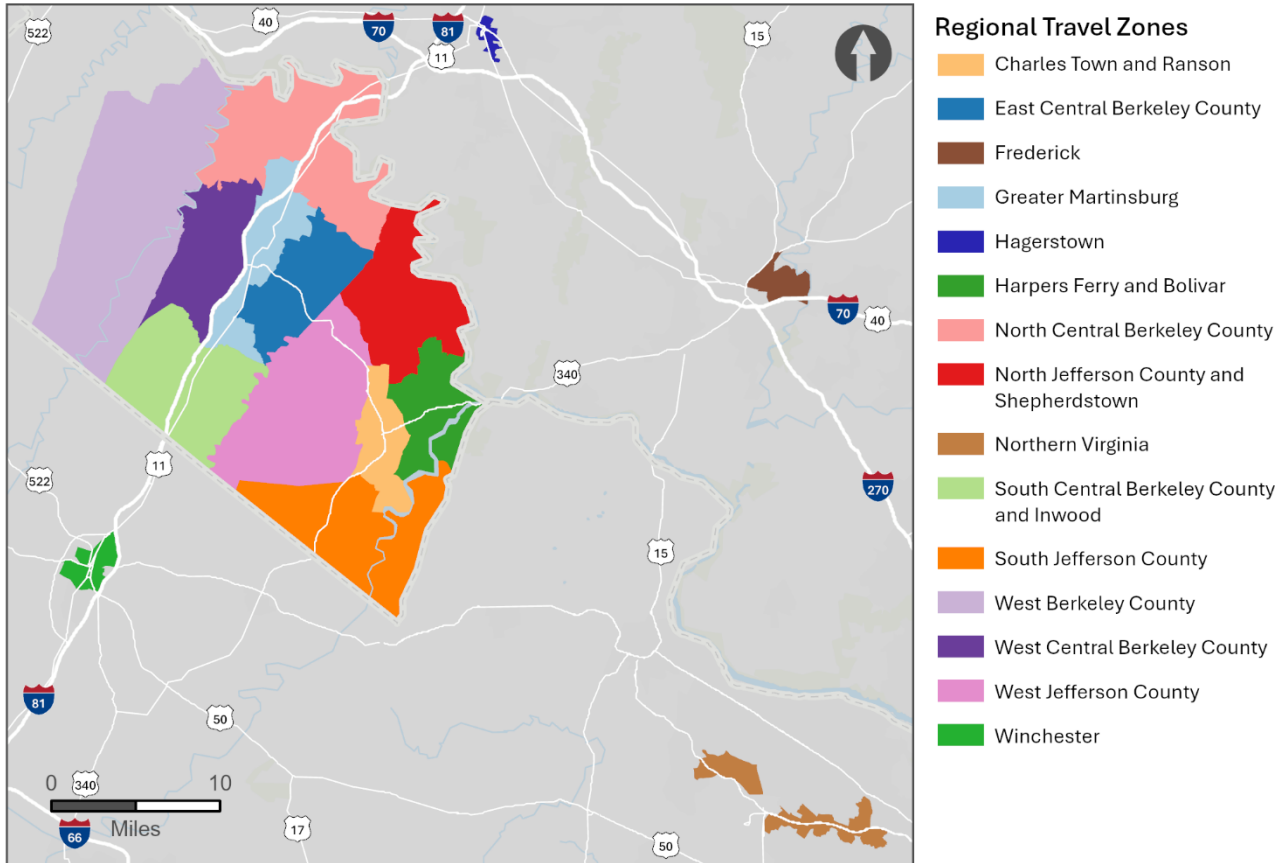 522
40
70
81
11
15
70
40
340
270
11
522
15
81
50
340
66
17
50
0 10
Miles
Regional Travel Zones
Charles Town and Ranson
East Central Berkeley County
Frederick
Greater Martinsburg
Hagerstown
Harpers Ferry and Bolivar
North Central Berkeley County
North Jefferson County and
Shepherdstown
Northern Virginia
South Central Berkeley County
and Inwood
South Jefferson County
West Berkeley County
West Central Berkeley County
West Jefferson County
Winchester